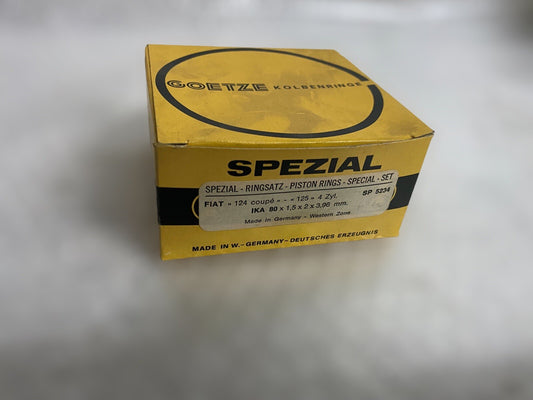 GOETZE KOLBENRINGE
SPEZIAL
SPEZIAL - RINGSATZ - PISTON RINGS - SPECIAL - SET
FIAT « 124 coupé » - « 125 » 4 Zyl. SP 5234
IKA 80 x 1,5 x 2 x 3,96 mm.
Made in Germany - Western Zone
MADE IN W.-GERMANY-DEUTSCHES ERZEUGNIS